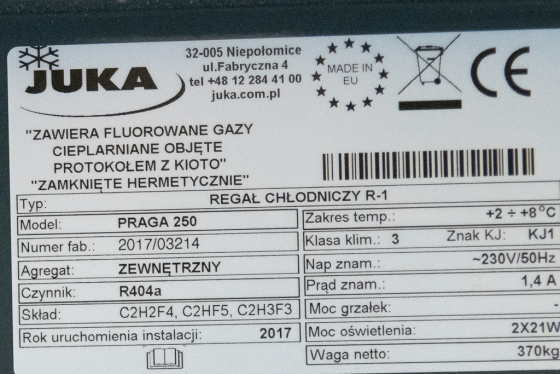 JUKA
32-005 Niepołomice
ul.Fabryczna 4
tel +48 12 284 41 00
juka.com.pl
MADE IN
EU
CE
"ZAWIERA FLUOROWANE GAZY
CIEPLARNIANE OBJĘTE
PROTOKOŁEM Z KIOTO"
"ZAMKNIĘTE HERMETYCZNIE"
Typ: REGAŁ CHŁODNICZY R-1
Model: PRAGA 250
Numer fab.: 2017/03214
Agregat: ZEWNĘTRZNY
Czynnik: R404a
Skład: C2H2F4, C2HF5, C2H3F3
Rok uruchomienia instalacji: 2017
Zakres temp.: +2 ÷ +8°C
Klasa klim.: 3 Znak KJ: KJ1
Nap znam.: ~230V/50Hz
Prąd znam.: 1,4 A
Moc grzałek: -
Moc oświetlenia: 2X21W
Waga netto: 370kg